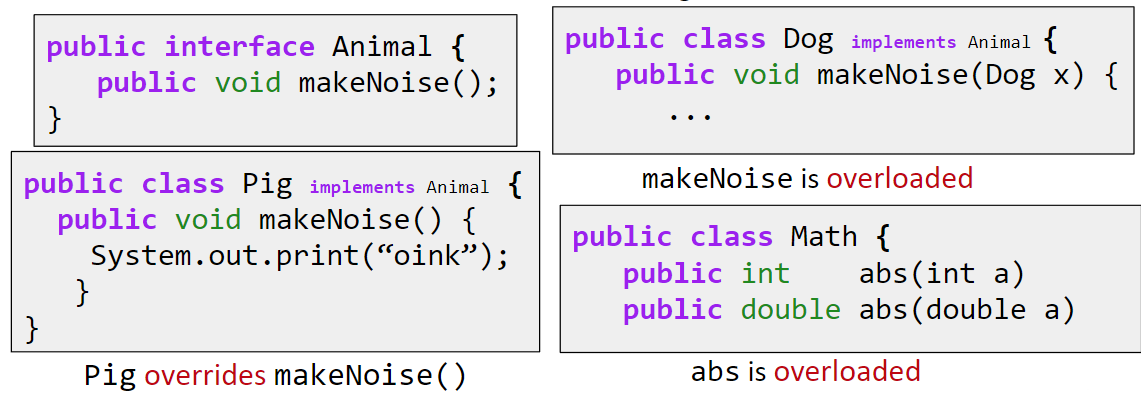 public interface Animal {
public void makeNoise();
}
public class Pig implements Animal {
public void makeNoise() {
System.out.print(“oink”);
}
}
Pig overrides makeNoise()
public class Dog implements Animal {
public void makeNoise(Dog x) {
...
makeNoise is overloaded
public class Math {
public int abs(int a)
public double abs(double a)
abs is overloaded